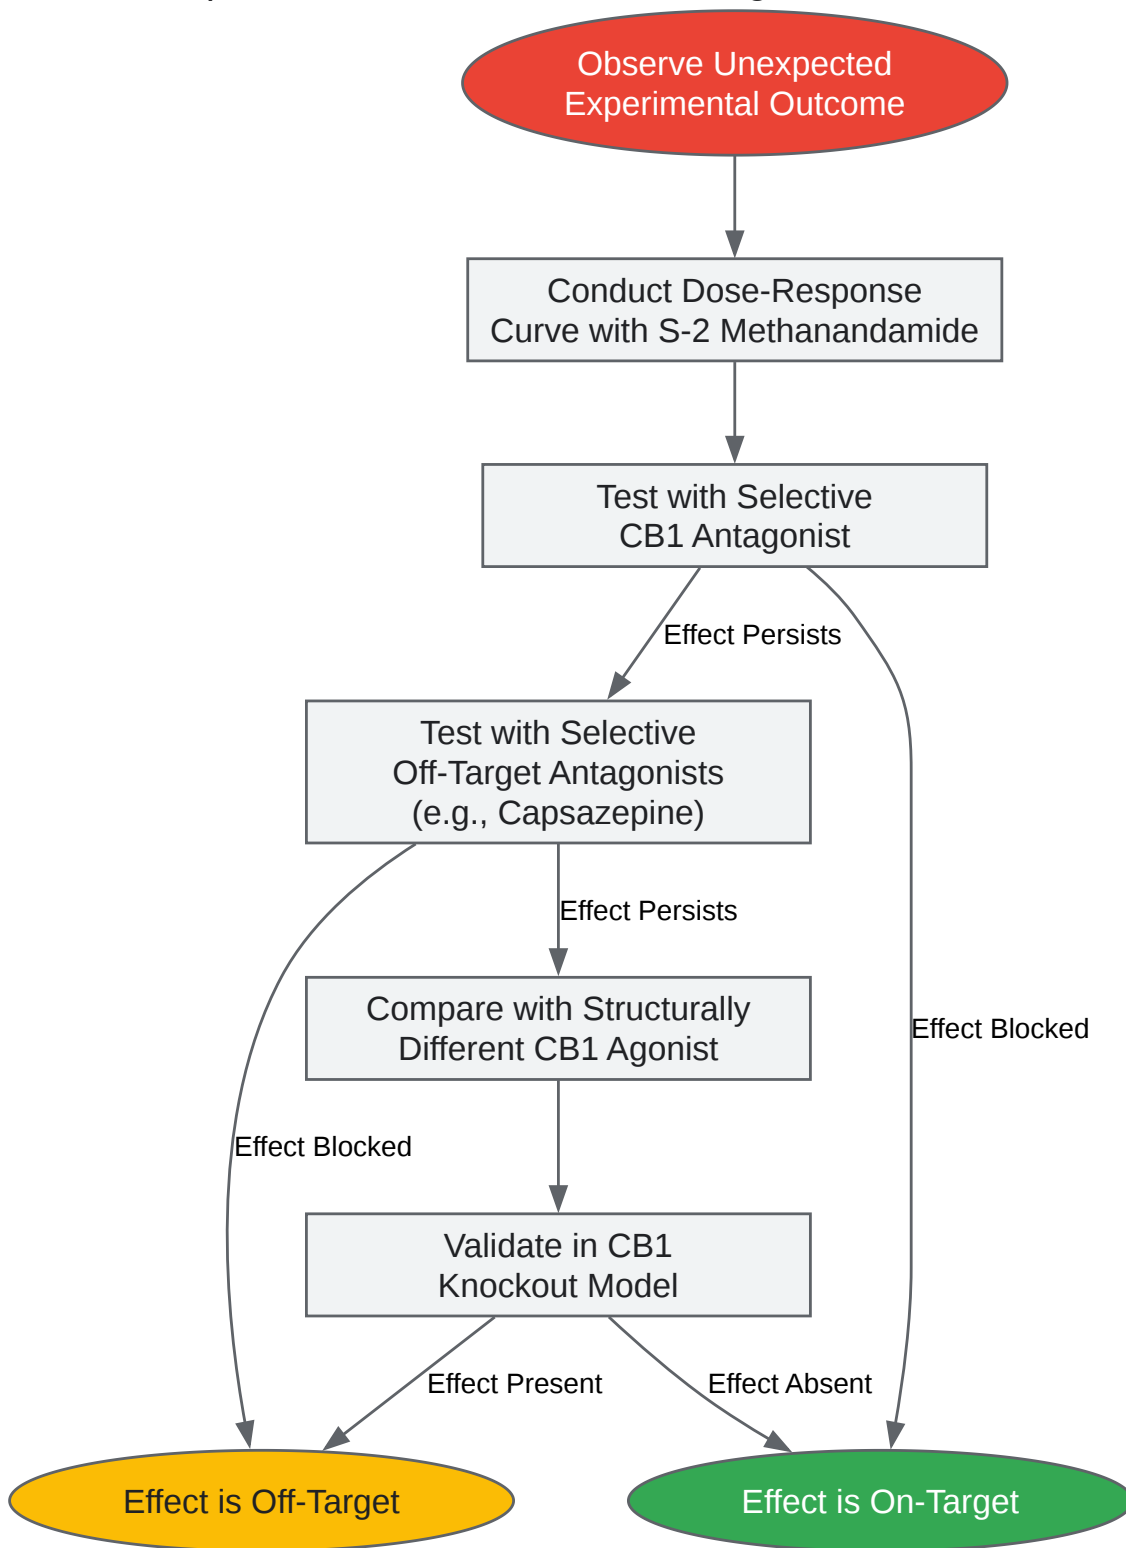 Observe Unexpected
Experimental Outcome
Conduct Dose-Response
Curve with S-2 Methanandamide
Test with Selective
CB1 Antagonist
Effect Persists
Test with Selective
Off-Target Antagonists
(e.g., Capsazepine)
Effect Persists
Compare with Structurally
Different CB1 Agonist
Effect Blocked
Effect Blocked
Validate in CB1
Knockout Model
Effect Present
Effect Absent
Effect is Off-Target
Effect is On-Target